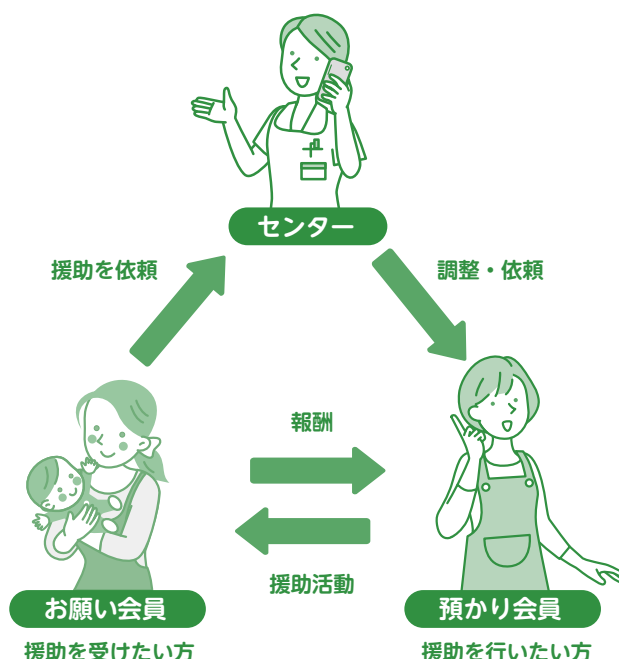 センター
援助を依頼
調整・依頼
報酬
援助活動
お願い会員
預かり会員
援助を受けたい方
援助を行いたい方